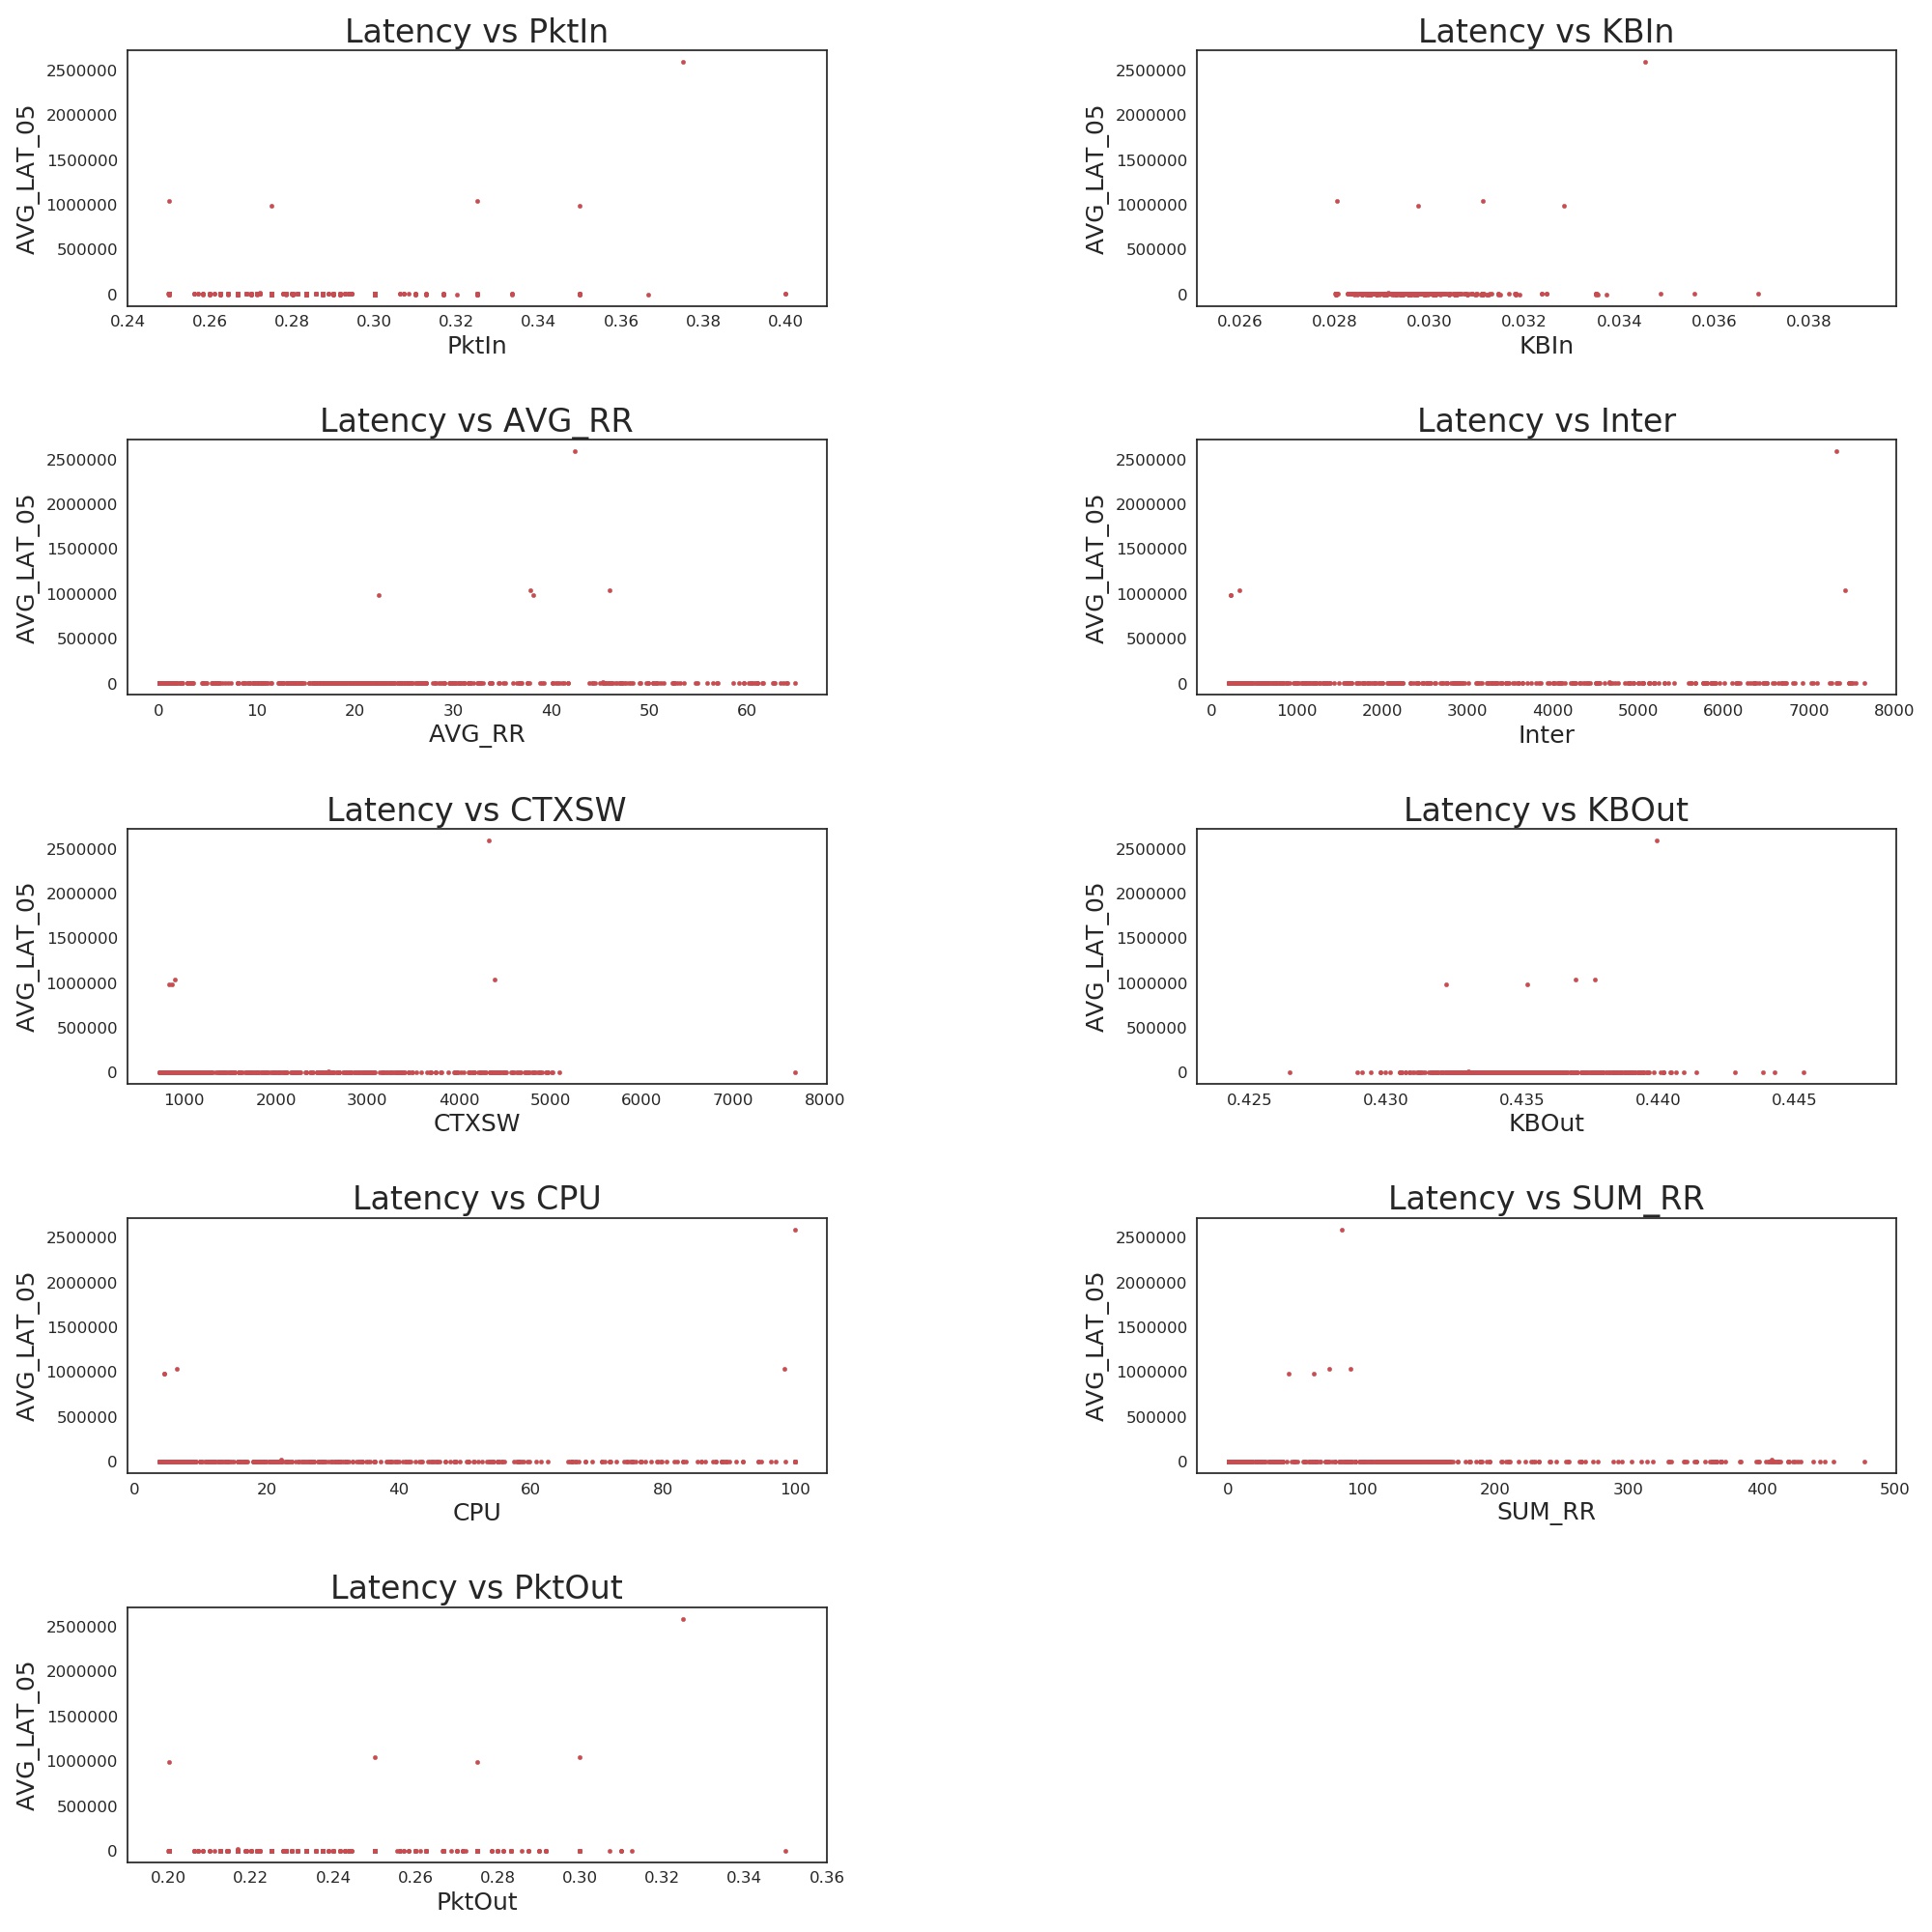 Latency vs PktIn
AVG_LAT_05
2500000
2000000
1500000
1000000
500000
0
0.24 0.26 0.28 0.30 0.32 0.34 0.36 0.38 0.40
PktIn
Latency vs KBIn
AVG_LAT_05
2500000
2000000
1500000
1000000
500000
0
0.026 0.028 0.030 0.032 0.034 0.036 0.038
KBIn
Latency vs AVG_RR
AVG_LAT_05
2500000
2000000
1500000
1000000
500000
0
0 10 20 30 40 50 60
AVG_RR
Latency vs Inter
AVG_LAT_05
2500000
2000000
1500000
1000000
500000
0
0 1000 2000 3000 4000 5000 6000 7000 8000
Inter
Latency vs CTXSW
AVG_LAT_05
2500000
2000000
1500000
1000000
500000
0
1000 2000 3000 4000 5000 6000 7000 8000
CTXSW
Latency vs KBOut
AVG_LAT_05
2500000
2000000
1500000
1000000
500000
0
0.425 0.430 0.435 0.440 0.445
KBOut
Latency vs CPU
AVG_LAT_05
2500000
2000000
1500000
1000000
500000
0
0 20 40 60 80 100
CPU
Latency vs SUM_RR
AVG_LAT_05
2500000
2000000
1500000
1000000
500000
0
0 100 200 300 400 500
SUM_RR
Latency vs PktOut
AVG_LAT_05
2500000
2000000
1500000
1000000
500000
0
0.20 0.22 0.24 0.26 0.28 0.30 0.32 0.34 0.36
PktOut